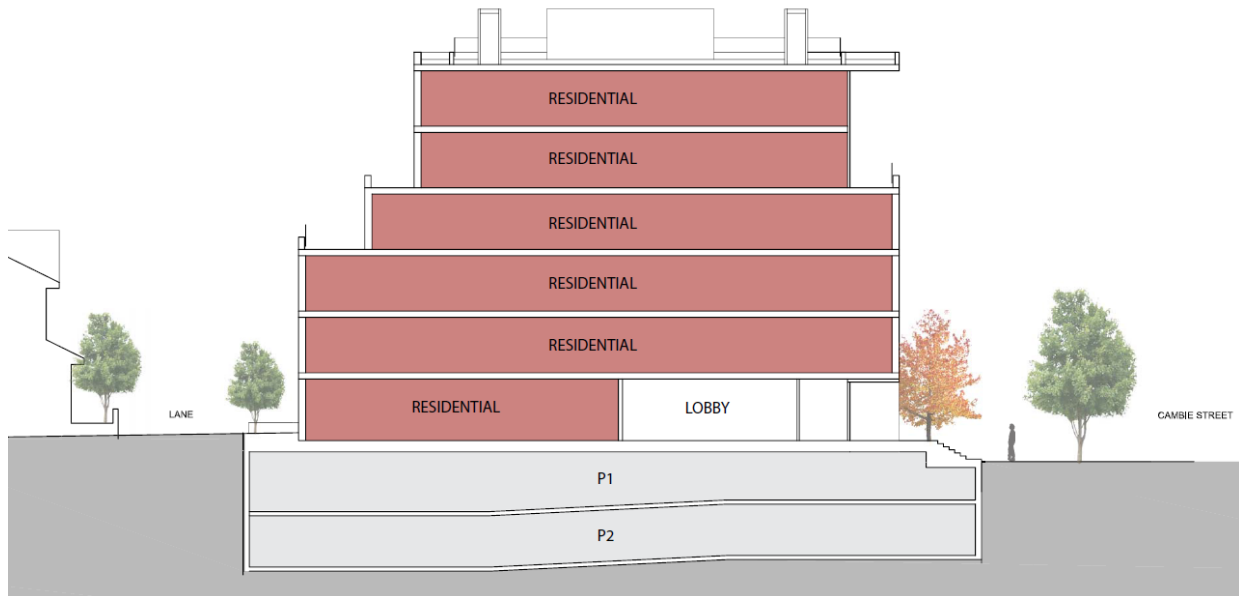 RESIDENTIAL
RESIDENTIAL
RESIDENTIAL
RESIDENTIAL
RESIDENTIAL
RESIDENTIAL LOBBY
LANE CAMBIE STREET
P1
P2